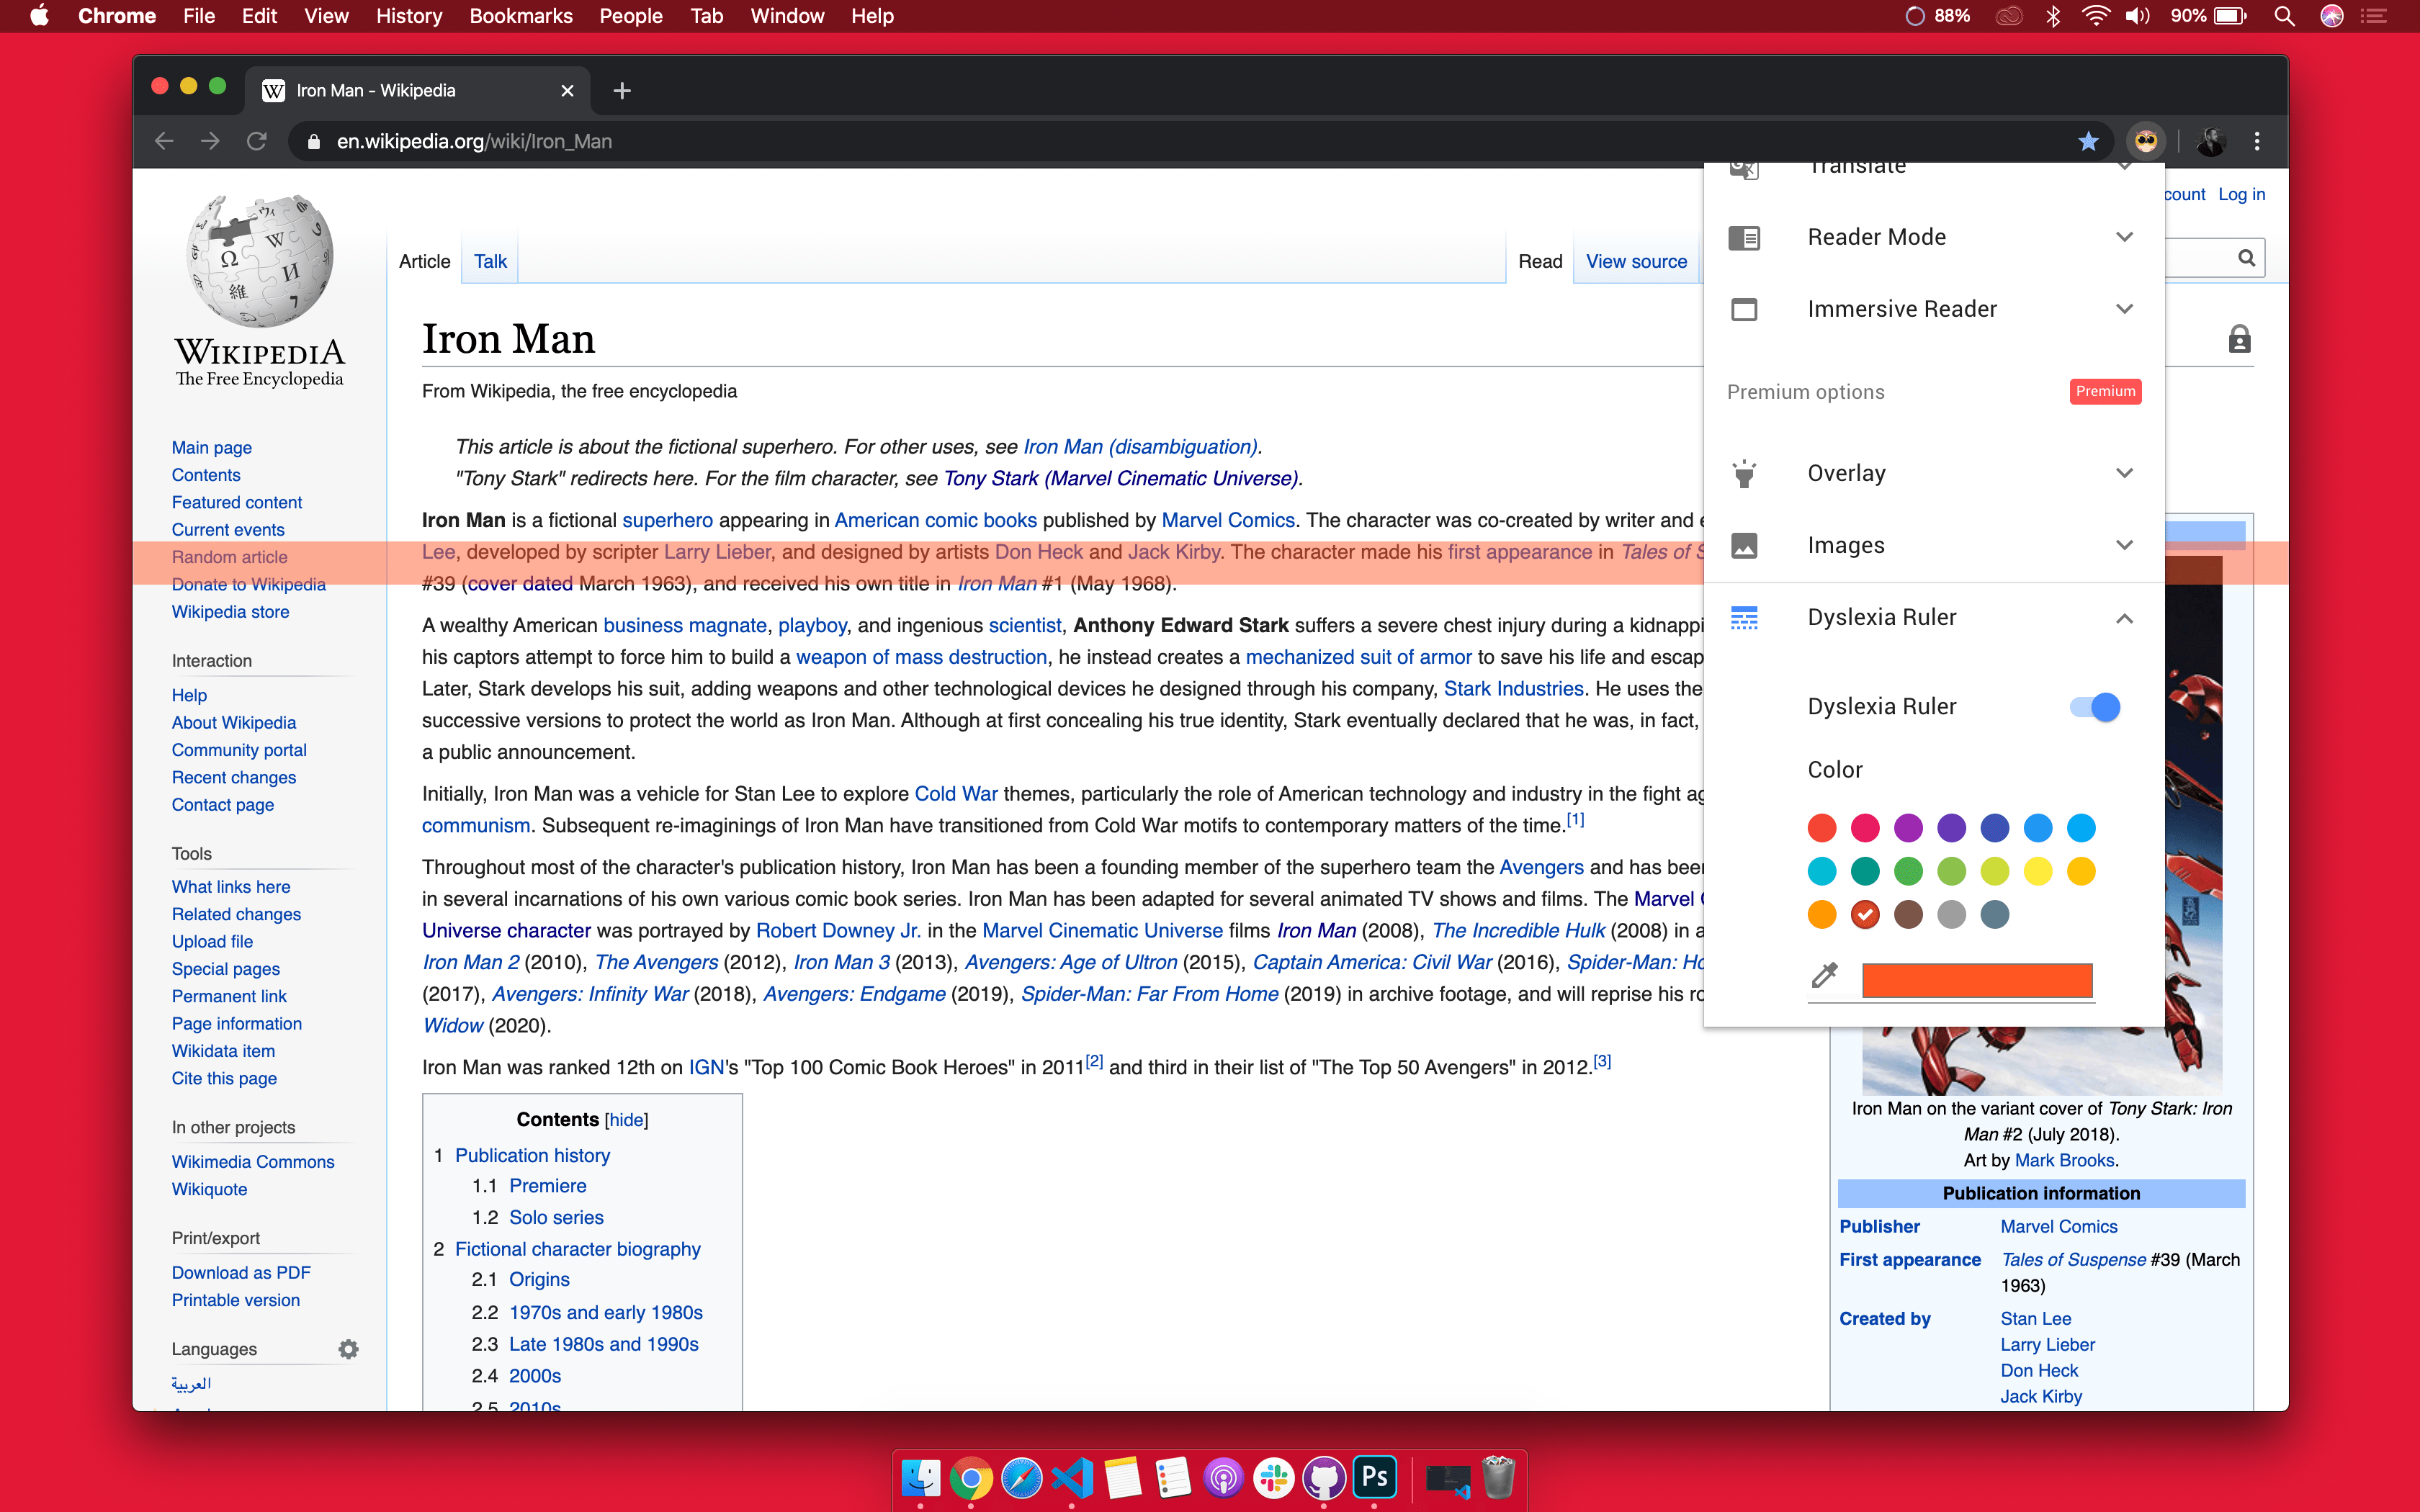 Chrome File Edit View History Bookmarks People Tab Window Help
88% 90%
Iron Man - Wikipedia
en.wikipedia.org/wiki/Iron_Man
count Log in
WIKIPEDIA
The Free Encyclopedia
Main page
Contents
Featured content
Current events
Random article
Donate to Wikipedia
Wikipedia store
Interaction
Help
About Wikipedia
Community portal
Recent changes
Contact page
Tools
What links here
Related changes
Upload file
Special pages
Permanent link
Page information
Wikidata item
Cite this page
In other projects
Wikimedia Commons
Wikiquote
Print/export
Download as PDF
Printable version
Languages
العربية
Article Talk
Read View source
Iron Man
From Wikipedia, the free encyclopedia
This article is about the fictional superhero. For other uses, see Iron Man (disambiguation).
"Tony Stark" redirects here. For the film character, see Tony Stark (Marvel Cinematic Universe).
Iron Man is a fictional superhero appearing in American comic books published by Marvel Comics. The character was co-created by writer and e
Lee, developed by scripter Larry Lieber, and designed by artists Don Heck and Jack Kirby. The character made his first appearance in Tales of S
#39 (cover dated March 1963), and received his own title in Iron Man #1 (May 1968).
A wealthy American business magnate, playboy, and ingenious scientist, Anthony Edward Stark suffers a severe chest injury during a kidnappi
his captors attempt to force him to build a weapon of mass destruction, he instead creates a mechanized suit of armor to save his life and escap
Later, Stark develops his suit, adding weapons and other technological devices he designed through his company, Stark Industries. He uses the
successive versions to protect the world as Iron Man. Although at first concealing his true identity, Stark eventually declared that he was, in fact,
a public announcement.
Initially, Iron Man was a vehicle for Stan Lee to explore Cold War themes, particularly the role of American technology and industry in the fight ag
communism. Subsequent re-imaginings of Iron Man have transitioned from Cold War motifs to contemporary matters of the time.[1]
Throughout most of the character's publication history, Iron Man has been a founding member of the superhero team the Avengers and has beer
in several incarnations of his own various comic book series. Iron Man has been adapted for several animated TV shows and films. The Marvel C
Universe character was portrayed by Robert Downey Jr. in the Marvel Cinematic Universe films Iron Man (2008), The Incredible Hulk (2008) in a
Iron Man 2 (2010), The Avengers (2012), Iron Man 3 (2013), Avengers: Age of Ultron (2015), Captain America: Civil War (2016), Spider-Man: Ho
(2017), Avengers: Infinity War (2018), Avengers: Endgame (2019), Spider-Man: Far From Home (2019) in archive footage, and will reprise his ro
Widow (2020).
Iron Man was ranked 12th on IGN's "Top 100 Comic Book Heroes" in 2011[2] and third in their list of "The Top 50 Avengers" in 2012.[3]
Contents [hide]
1 Publication history
1.1 Premiere
1.2 Solo series
2 Fictional character biography
2.1 Origins
2.2 1970s and early 1980s
2.3 Late 1980s and 1990s
2.4 2000s
2.5 2010s
Translate
Reader Mode
Immersive Reader
Premium options Premium
Overlay
Images
Dyslexia Ruler
Dyslexia Ruler
Color
Iron Man on the variant cover of Tony Stark: Iron
Man #2 (July 2018).
Art by Mark Brooks.
Publication information
Publisher Marvel Comics
First appearance Tales of Suspense #39 (March
1963)
Created by Stan Lee
Larry Lieber
Don Heck
Jack Kirby
Ps